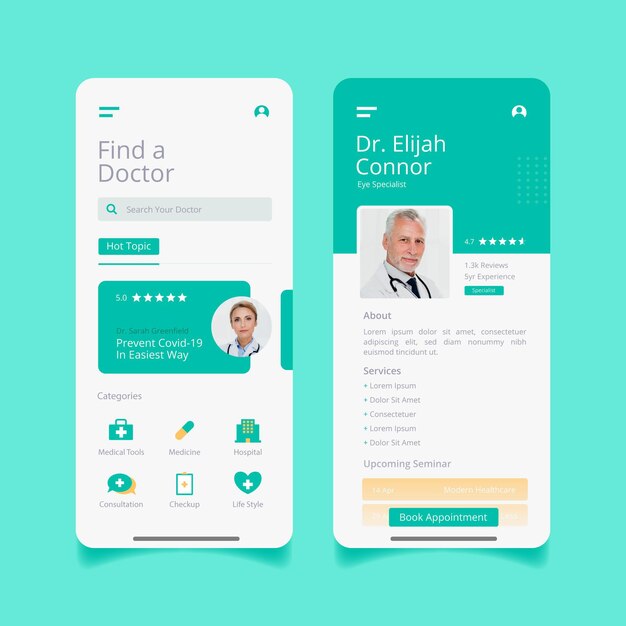 Find a
Doctor
Search Your Doctor
Hot Topic
5.0
Dr. Sarah Greenfield
Prevent Covid-19
In Easiest Way
Categories
Medical Tools
Medicine
Hospital
Consultation
Checkup
Life Style
Dr. Elijah
Connor
Eye Specialist
4.7
1.3k Reviews
5yr Experience
Specialist
About
Lorem ipsum dolor sit amet, consectetuer
adipiscing elit, sed diam nonummy nibh
euismod tincidunt ut laoreet dolore magna
Services
+ Lorem Ipsum
+ Dolor Sit Amet
+ Consectetuer
+ Lorem Ipsum
+ Dolor Sit Amet
Upcoming Seminar
14 Apr
Modern Healthcare
Book Appointment